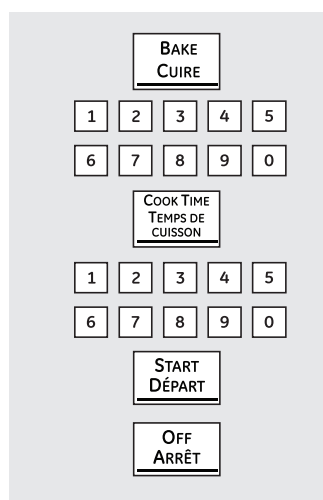 BAKE
CUIRE
1 2 3 4 5
6 7 8 9 0
COOK TIME
TEMPS DE
CUISSON
1 2 3 4 5
6 7 8 9 0
START
DÉPART
OFF
ARRÊT